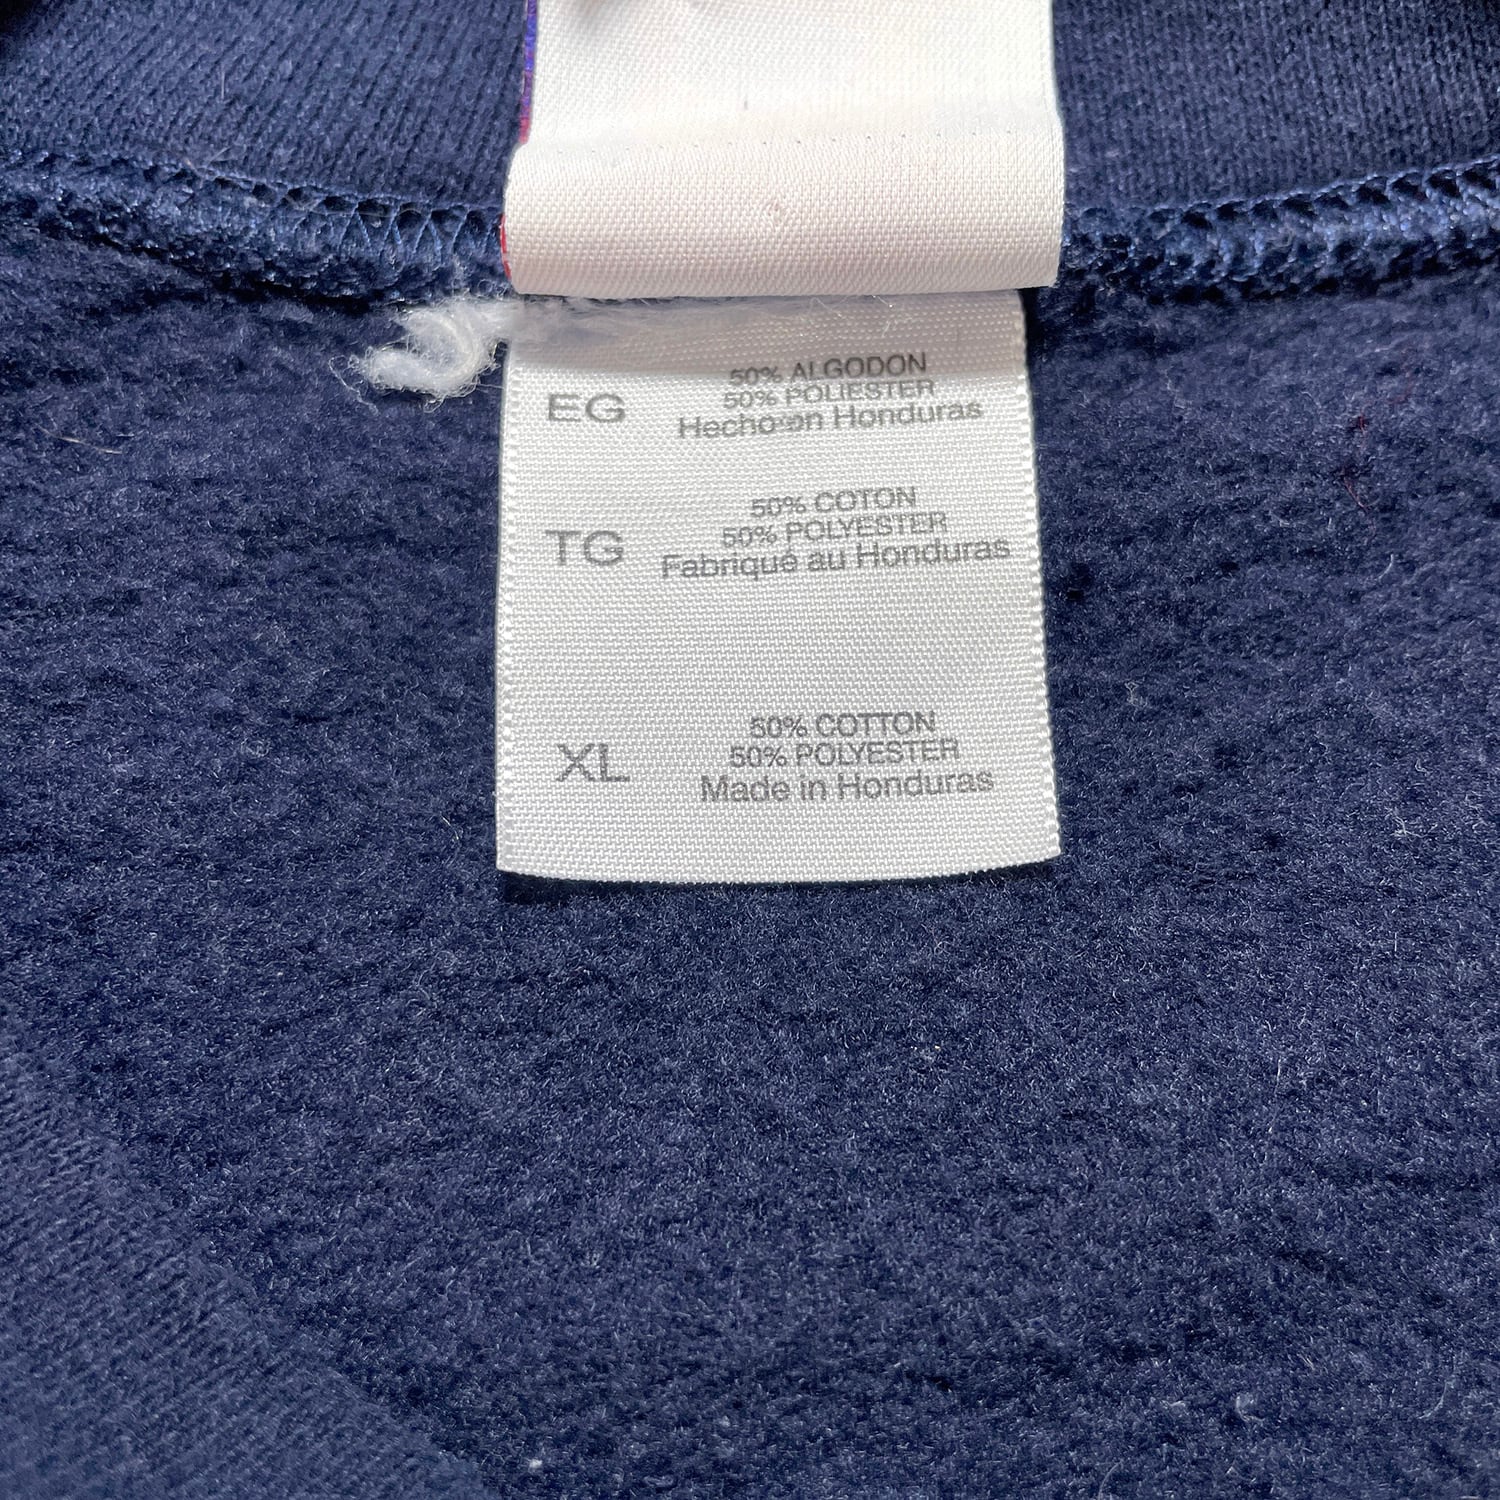 50% ALGODON
50% POLIESTER
EG Hecho en Honduras
50% COTON
50% POLYESTER
TG Fabriqué au Honduras
50% COTTON
50% POLYESTER
XL Made in Honduras